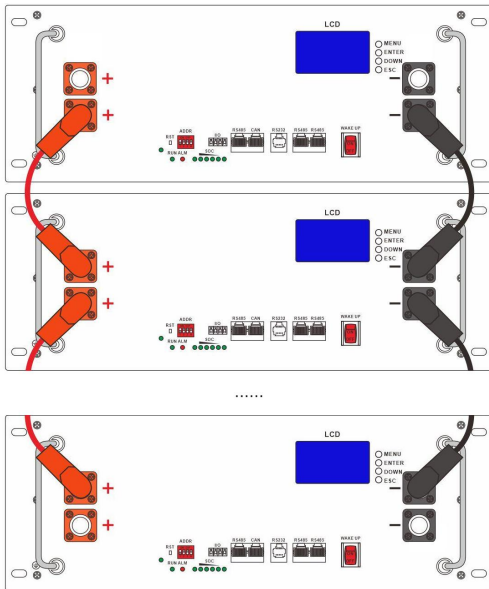 LCD
MENU
ENTER
DOWN
ESC
+ −
+ −
RST ADDR I/O RS485 CAN RS232 RS485 RS485 WAKE UP
RUN ALM SOC
LCD
MENU
ENTER
DOWN
ESC
+ −
+ −
RST ADDR I/O RS485 CAN RS232 RS485 RS485 WAKE UP
RUN ALM SOC
......
LCD
MENU
ENTER
DOWN
ESC
+ −
+ −
RST ADDR I/O RS485 CAN RS232 RS485 RS485 WAKE UP
RUN ALM SOC